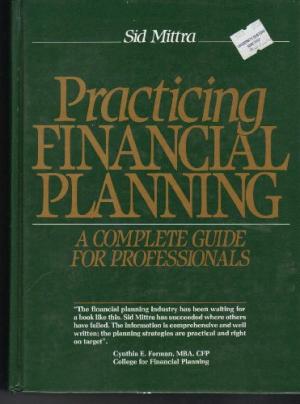 Sid Mittra
Practicing
FINANCIAL
PLANNING
A COMPLETE GUIDE
FOR PROFESSIONALS
"The financial planning Industry has been waiting for
a book like this. Sid Mittra has succeeded where others
have failed. The information is comprehensive and well
written; the planning strategies are practical and right
on target".
Cynthia E. Forman, MBA, CFP
College for Financial Planning